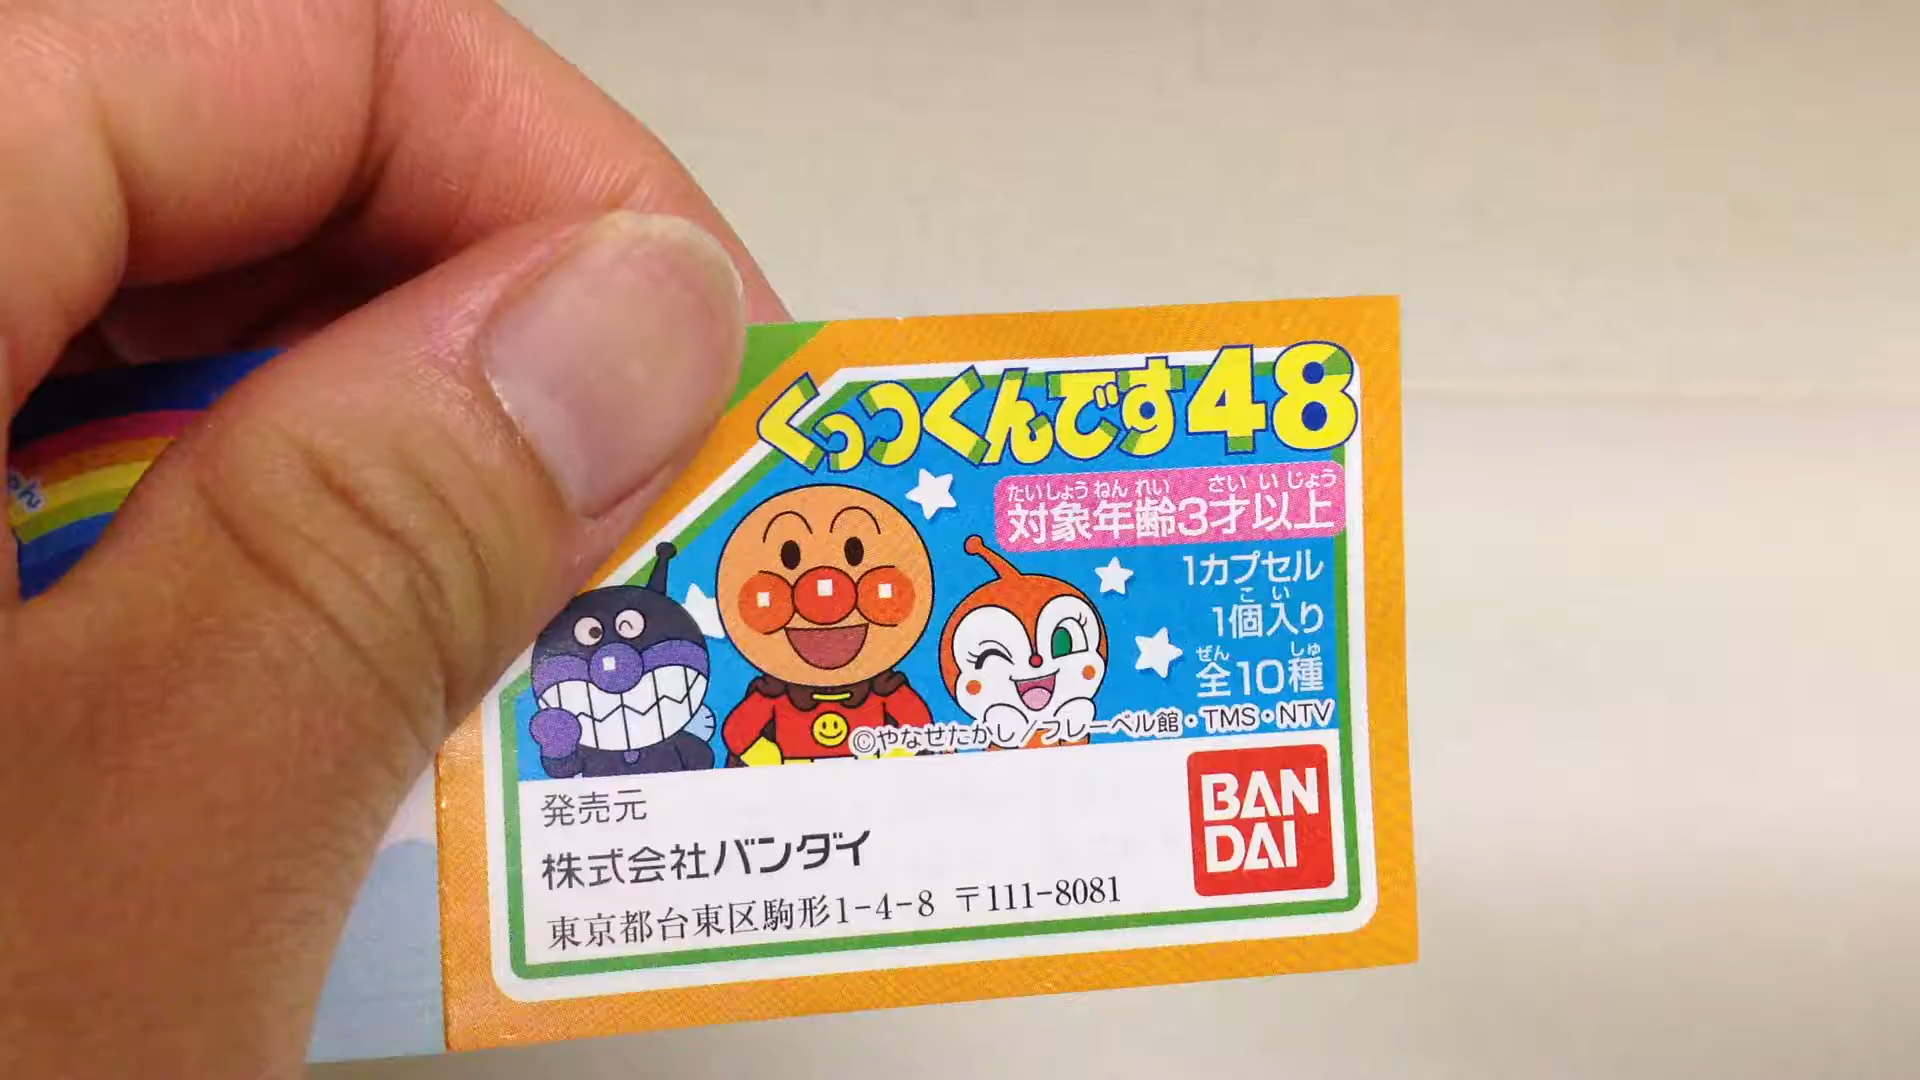 くっつくんです48
たいしょうねんれい さいいじょう
対象年齢3才以上
1カプセル
こい
1個入り
ぜん しゅ
全10種
©やなせたかし/フレーベル館・TMS・NTV
発売元
株式会社バンダイ
東京都台東区駒形1-4-8 〒111-8081
BAN
DAI